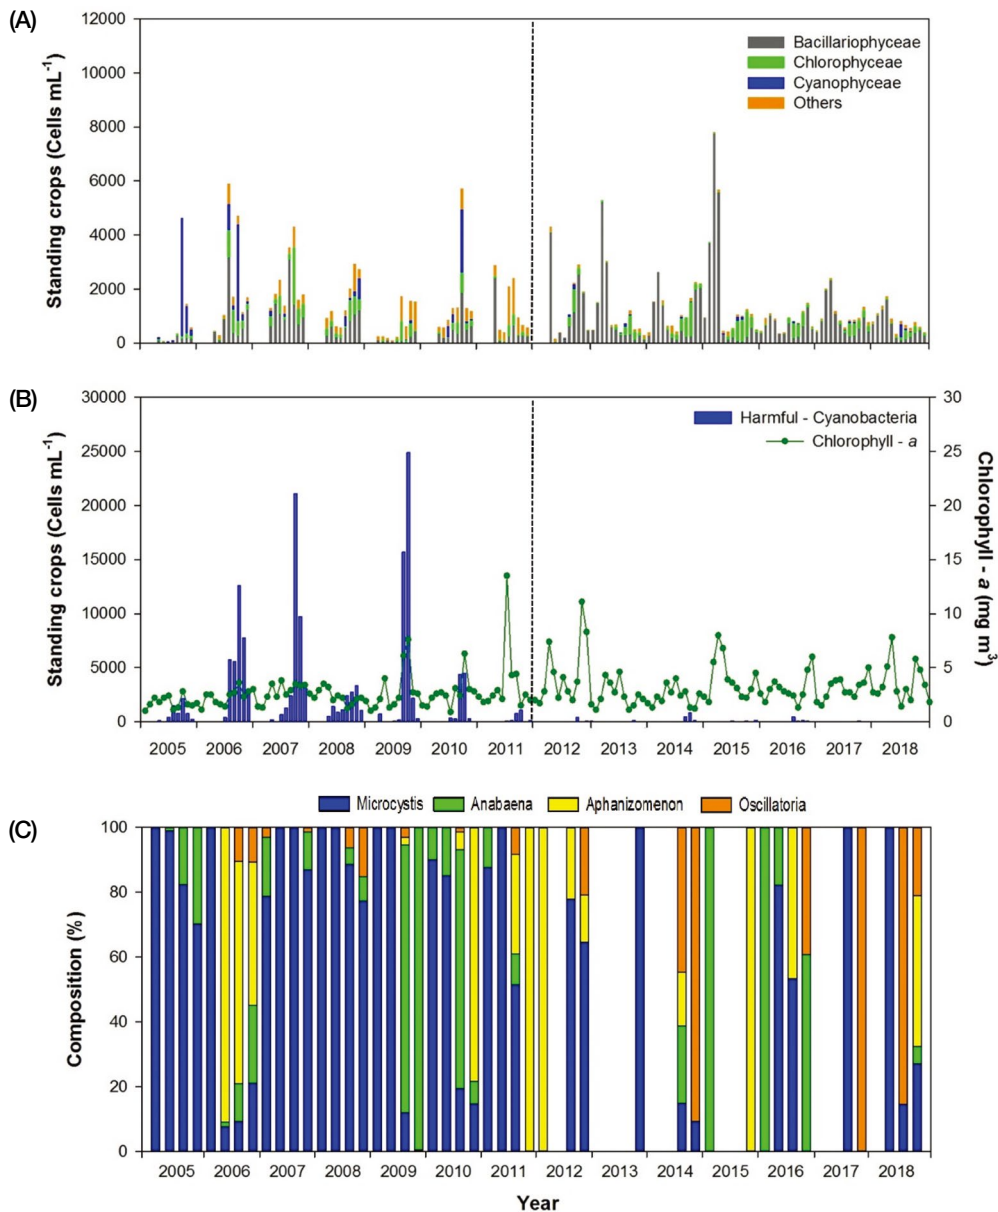 (A)
12000
10000
8000
6000
4000
2000
0
Standing crops (Cells mL-1)
Bacillariophyceae
Chlorophyceae
Cyanophyceae
Others
(B)
30000
25000
20000
15000
10000
5000
0
Standing crops (Cells mL-1)
Harmful - Cyanobacteria
Chlorophyll - a
30
25
20
15
10
5
0
Chlorophyll - a (mg m3)
2005 2006 2007 2008 2009 2010 2011 2012 2013 2014 2015 2016 2017 2018
Microcystis Anabaena Aphanizomenon Oscillatoria
(C)
100
80
60
40
20
0
Composition (%)
2005 2006 2007 2008 2009 2010 2011 2012 2013 2014 2015 2016 2017 2018
Year